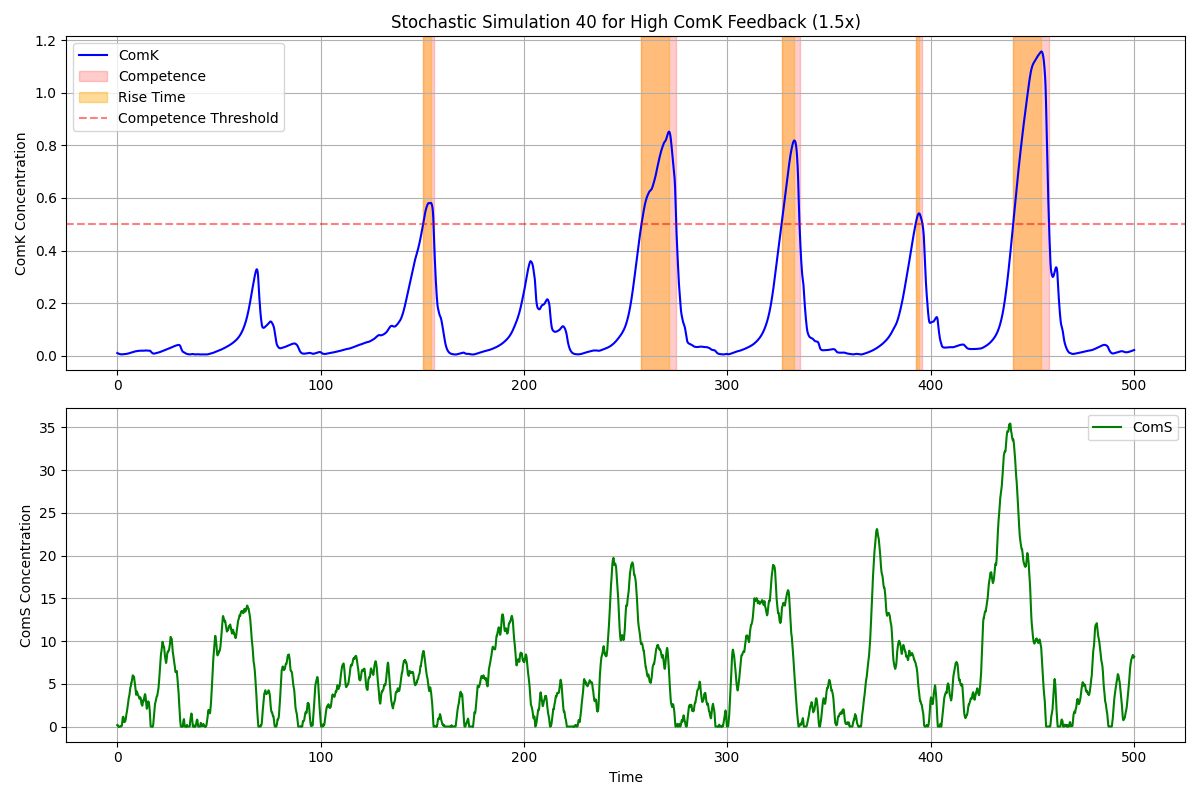 Stochastic Simulation 40 for High ComK Feedback (1.5x)
ComK
Competence
Rise Time
Competence Threshold
ComK Concentration
1.2
1.0
0.8
0.6
0.4
0.2
0.0
0 100 200 300 400 500
ComS
ComS Concentration
35
30
25
20
15
10
5
0
0 100 200 300 400 500
Time